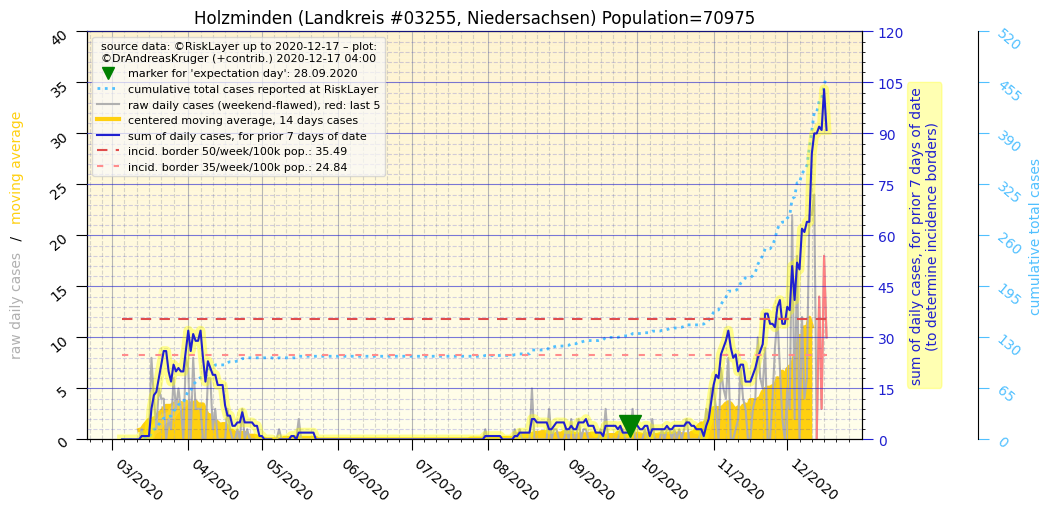 Holzminden (Landkreis #03255, Niedersachsen) Population=70975
source data: ©RiskLayer up to 2020-12-17 – plot:
©DrAndreasKruger (+contrib.) 2020-12-17 04:00
marker for 'expectation day': 28.09.2020
cumulative total cases reported at RiskLayer
raw daily cases (weekend-flawed), red: last 5
centered moving average, 14 days cases
sum of daily cases, for prior 7 days of date
incid. border 50/week/100k pop.: 35.49
incid. border 35/week/100k pop.: 24.84
raw daily cases / moving average
40
35
30
25
20
15
10
5
0
03/2020
04/2020
05/2020
06/2020
07/2020
08/2020
09/2020
10/2020
11/2020
12/2020
120
105
90
75
60
45
30
15
0
sum of daily cases, for prior 7 days of date
(to determine incidence borders)
520
455
390
325
260
195
130
65
0
cumulative total cases